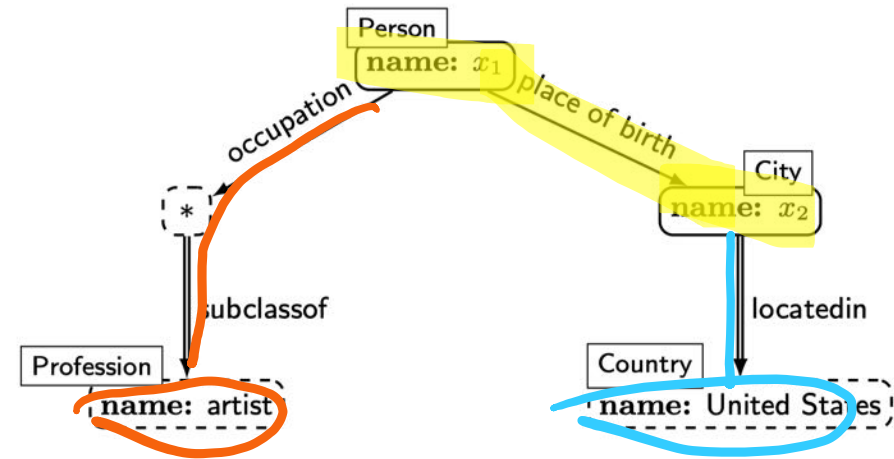 Person
name: x₁
occupation
place of birth
City
*
name: x₂
subclassof
locatedin
Profession
Country
name: artist
name: United States